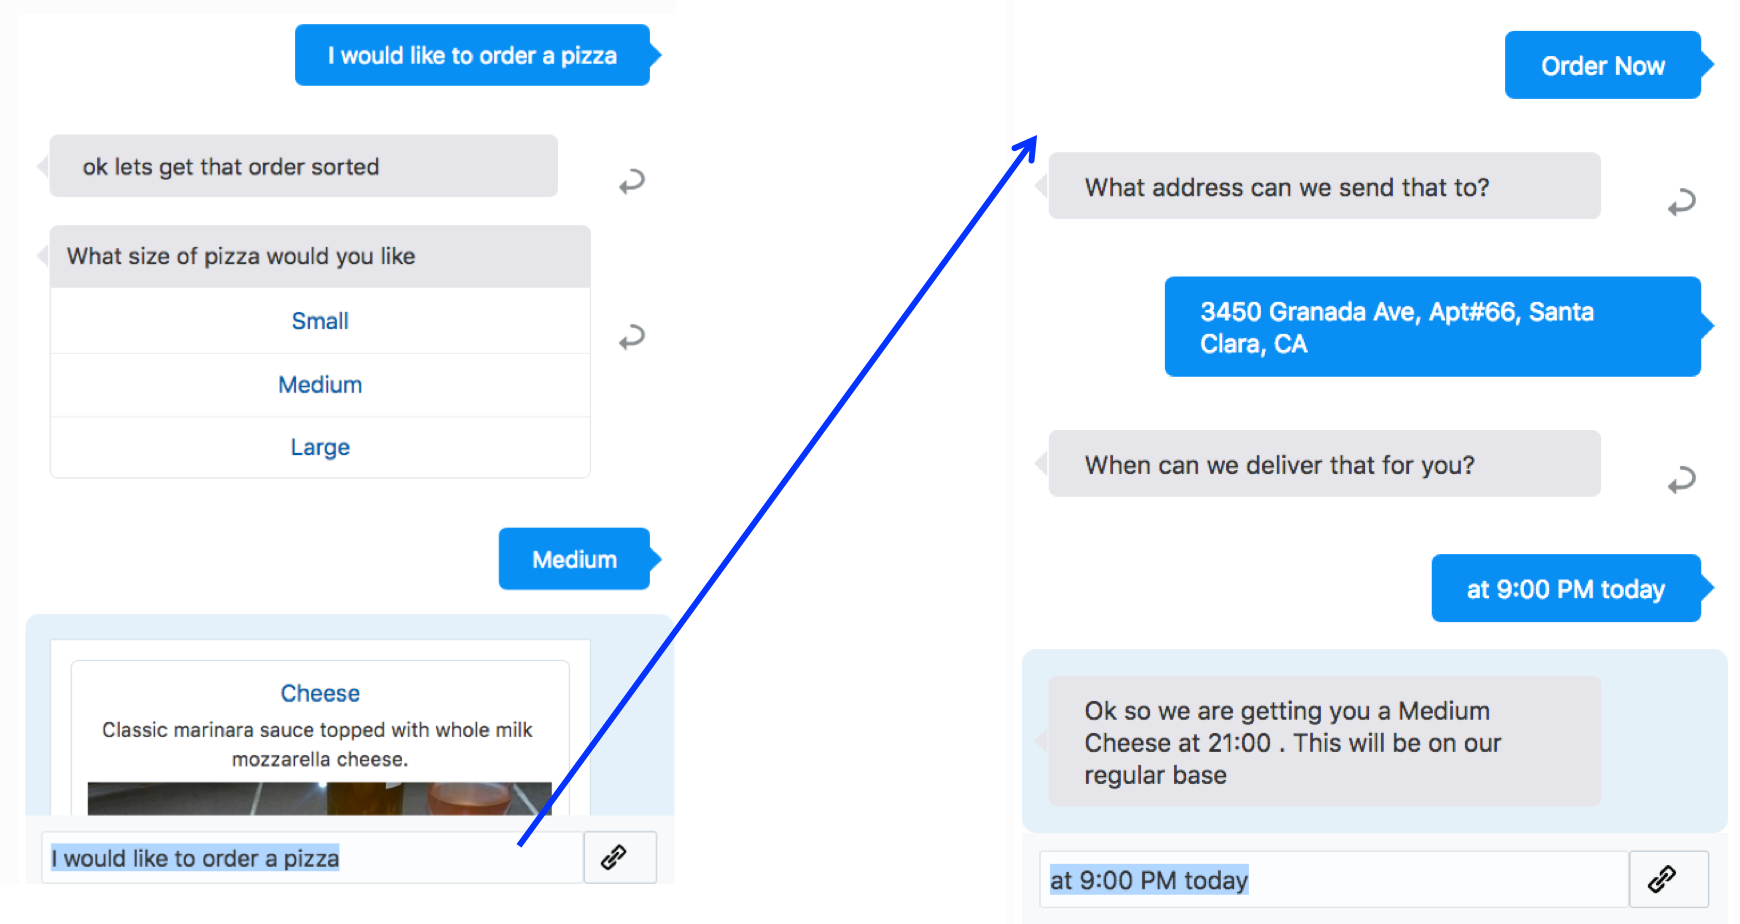 I would like to order a pizza
ok lets get that order sorted
What size of pizza would you like
Small
Medium
Large
Medium
Cheese
Classic marinara sauce topped with whole milk
mozzarella cheese.
I would like to order a pizza
Order Now
What address can we send that to?
3450 Granada Ave, Apt#66, Santa
Clara, CA
When can we deliver that for you?
at 9:00 PM today
Ok so we are getting you a Medium
Cheese at 21:00 . This will be on our
regular base
at 9:00 PM today